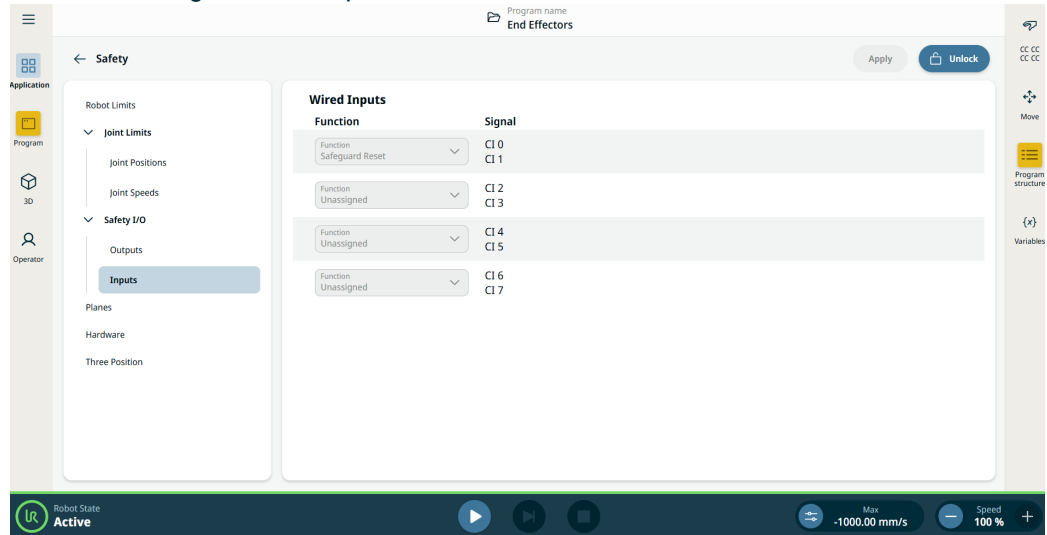 Program name
End Effectors
Safety
Apply
Unlock
CC CC
CC CC
Application
Program
3D
Operator
Robot Limits
Joint Limits
Joint Positions
Joint Speeds
Safety I/O
Outputs
Inputs
Planes
Hardware
Three Position
Wired Inputs
Function Signal
Function
Safeguard Reset
CI 0
CI 1
Function
Unassigned
CI 2
CI 3
Function
Unassigned
CI 4
CI 5
Function
Unassigned
CI 6
CI 7
Move
Program
structure
{x}
Variables
UR
Robot State
Active
Max
-1000.00 mm/s
Speed
100 %